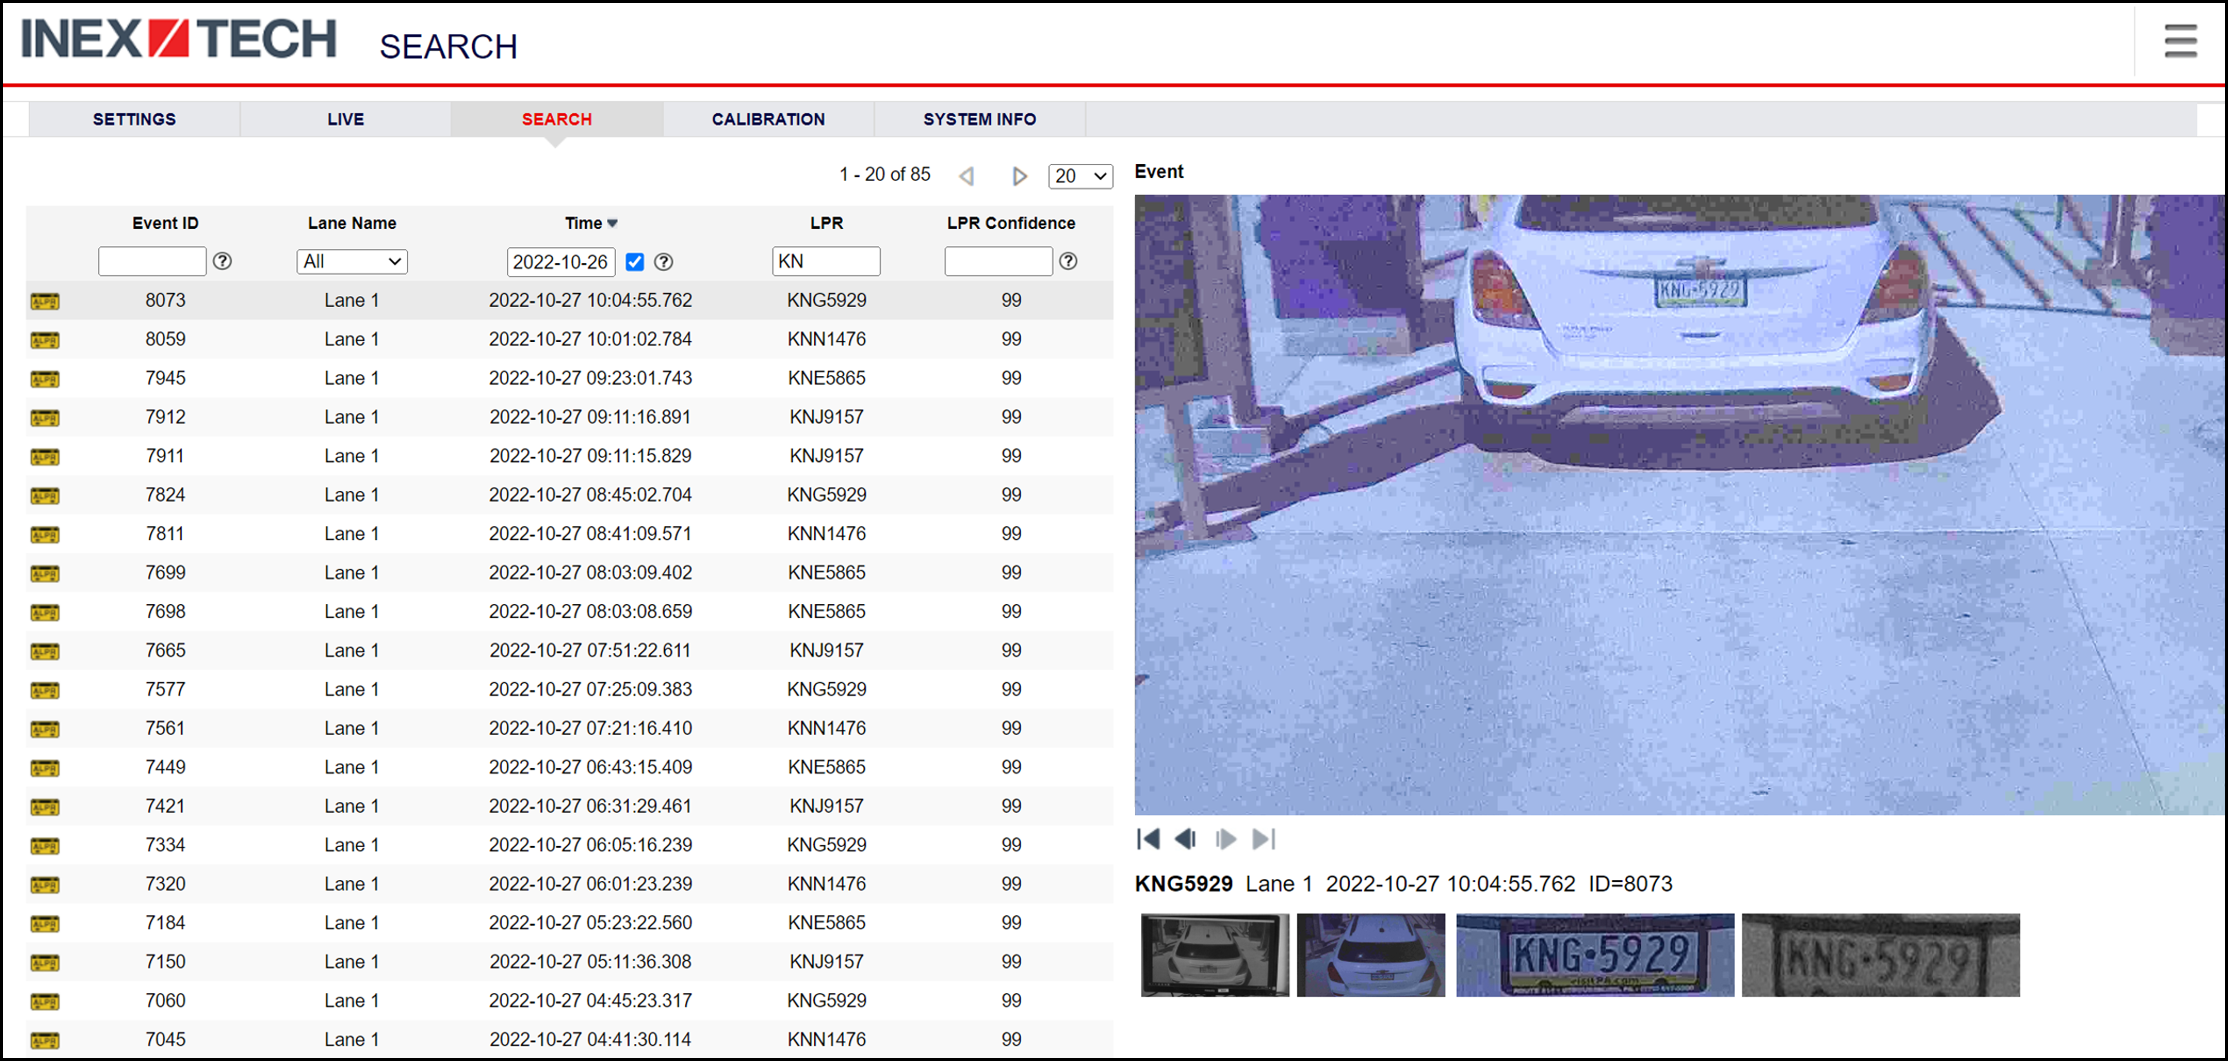 INEX TECH SEARCH
SETTINGS LIVE SEARCH CALIBRATION SYSTEM INFO
1 - 20 of 85 20
Event ID Lane Name Time LPR LPR Confidence
All 2022-10-26 KN
ALPR 8073 Lane 1 2022-10-27 10:04:55.762 KNG5929 99
ALPR 8059 Lane 1 2022-10-27 10:01:02.784 KNN1476 99
ALPR 7945 Lane 1 2022-10-27 09:23:01.743 KNE5865 99
ALPR 7912 Lane 1 2022-10-27 09:11:16.891 KNJ9157 99
ALPR 7911 Lane 1 2022-10-27 09:11:15.829 KNJ9157 99
ALPR 7824 Lane 1 2022-10-27 08:45:02.704 KNG5929 99
ALPR 7811 Lane 1 2022-10-27 08:41:09.571 KNN1476 99
ALPR 7699 Lane 1 2022-10-27 08:03:09.402 KNE5865 99
ALPR 7698 Lane 1 2022-10-27 08:03:08.659 KNE5865 99
ALPR 7665 Lane 1 2022-10-27 07:51:22.611 KNJ9157 99
ALPR 7577 Lane 1 2022-10-27 07:25:09.383 KNG5929 99
ALPR 7561 Lane 1 2022-10-27 07:21:16.410 KNN1476 99
ALPR 7449 Lane 1 2022-10-27 06:43:15.409 KNE5865 99
ALPR 7421 Lane 1 2022-10-27 06:31:29.461 KNJ9157 99
ALPR 7334 Lane 1 2022-10-27 06:05:16.239 KNG5929 99
ALPR 7320 Lane 1 2022-10-27 06:01:23.239 KNN1476 99
ALPR 7184 Lane 1 2022-10-27 05:23:22.560 KNE5865 99
ALPR 7150 Lane 1 2022-10-27 05:11:36.308 KNJ9157 99
ALPR 7060 Lane 1 2022-10-27 04:45:23.317 KNG5929 99
ALPR 7045 Lane 1 2022-10-27 04:41:30.114 KNN1476 99
Event
KNG-5929
KNG5929 Lane 1 2022-10-27 10:04:55.762 ID=8073
KNG•5929
visitPA.com
KNG•5929